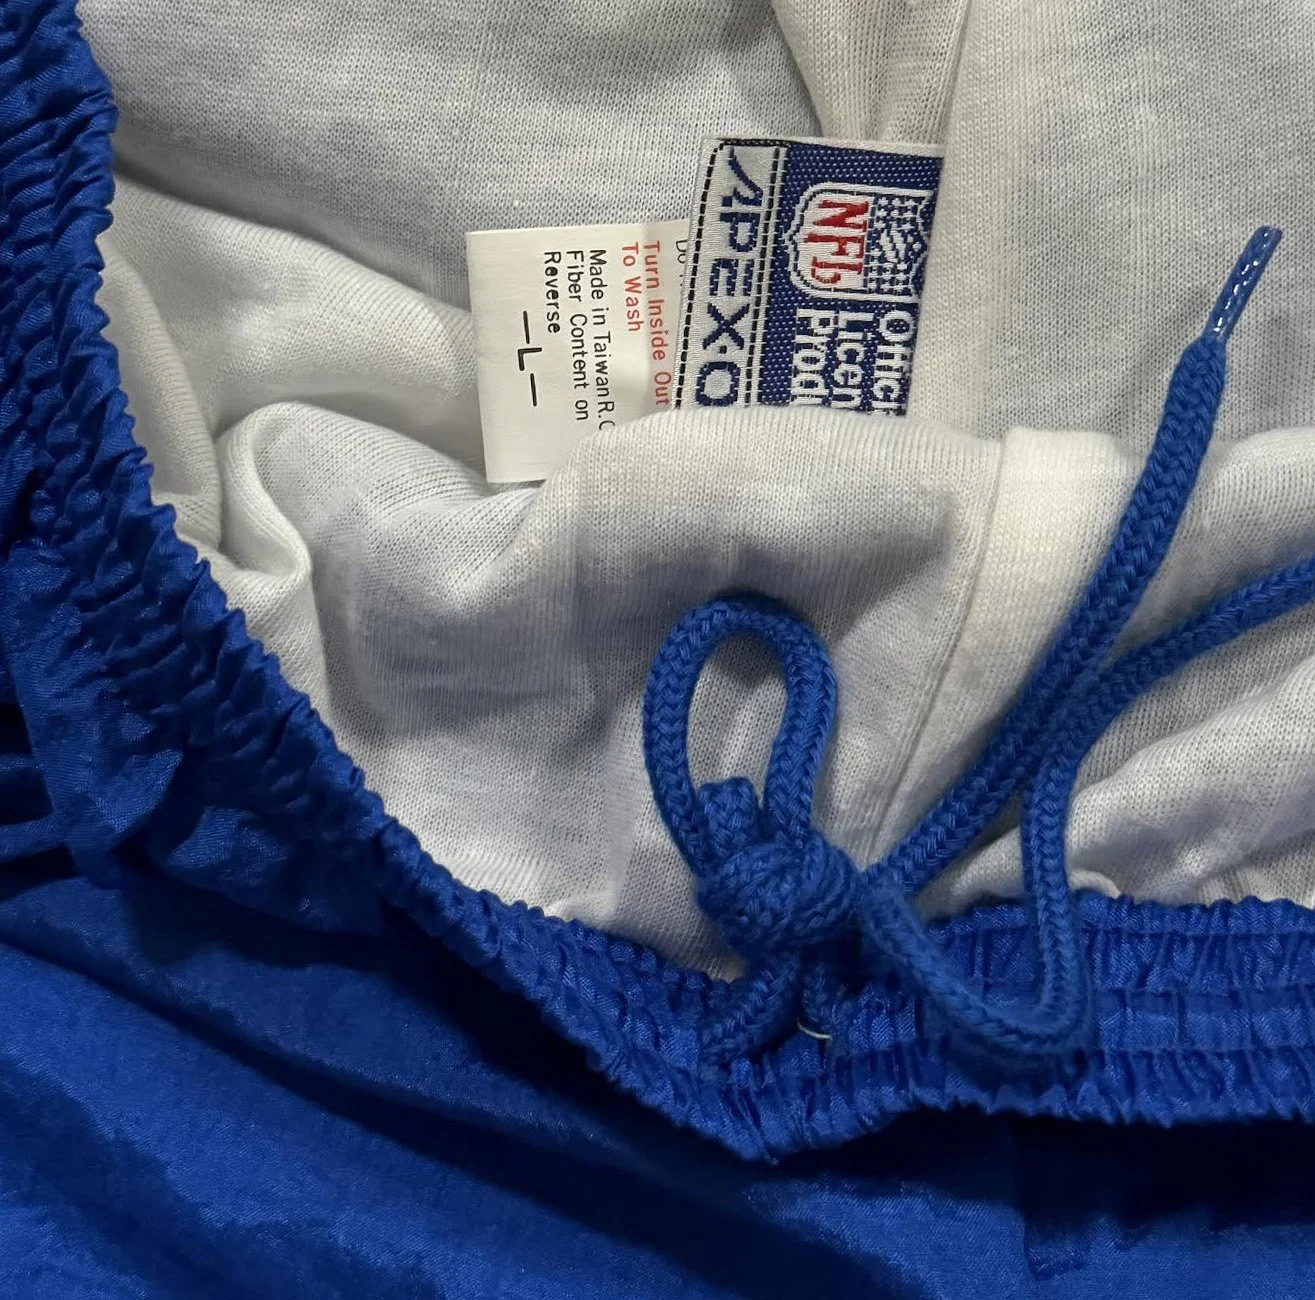 APEX·O
NFL
Turn Inside Out
To Wash
Made in Taiwan R.
Fiber Content on
Reverse
—L—